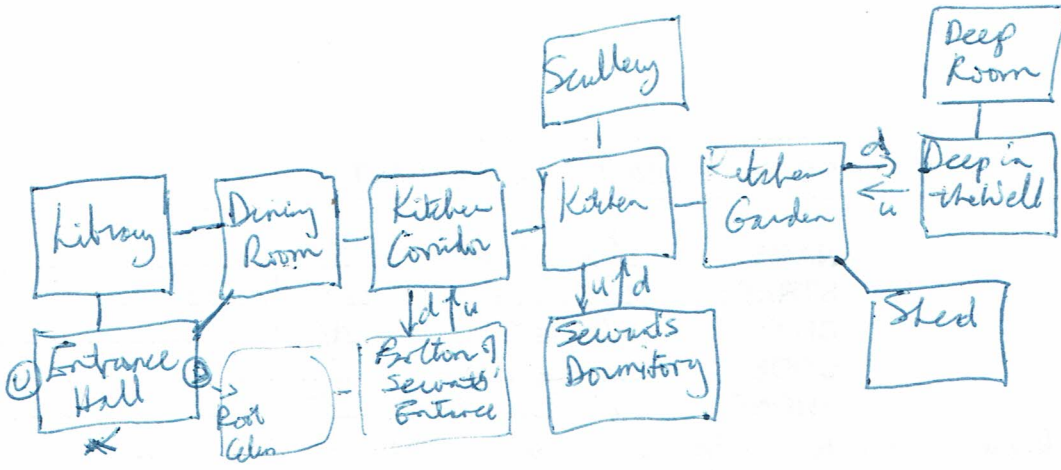 Deep
Room
Scullery
Library
Dining
Room
Kitchen
Corridor
Kitchen
Kitchen
Garden
d
u
Deep in
the Well
d u
u d
U
Entrance
Hall
D
Root
Bottom of
Servants'
Entrance
Servants
Dormitory
Shed